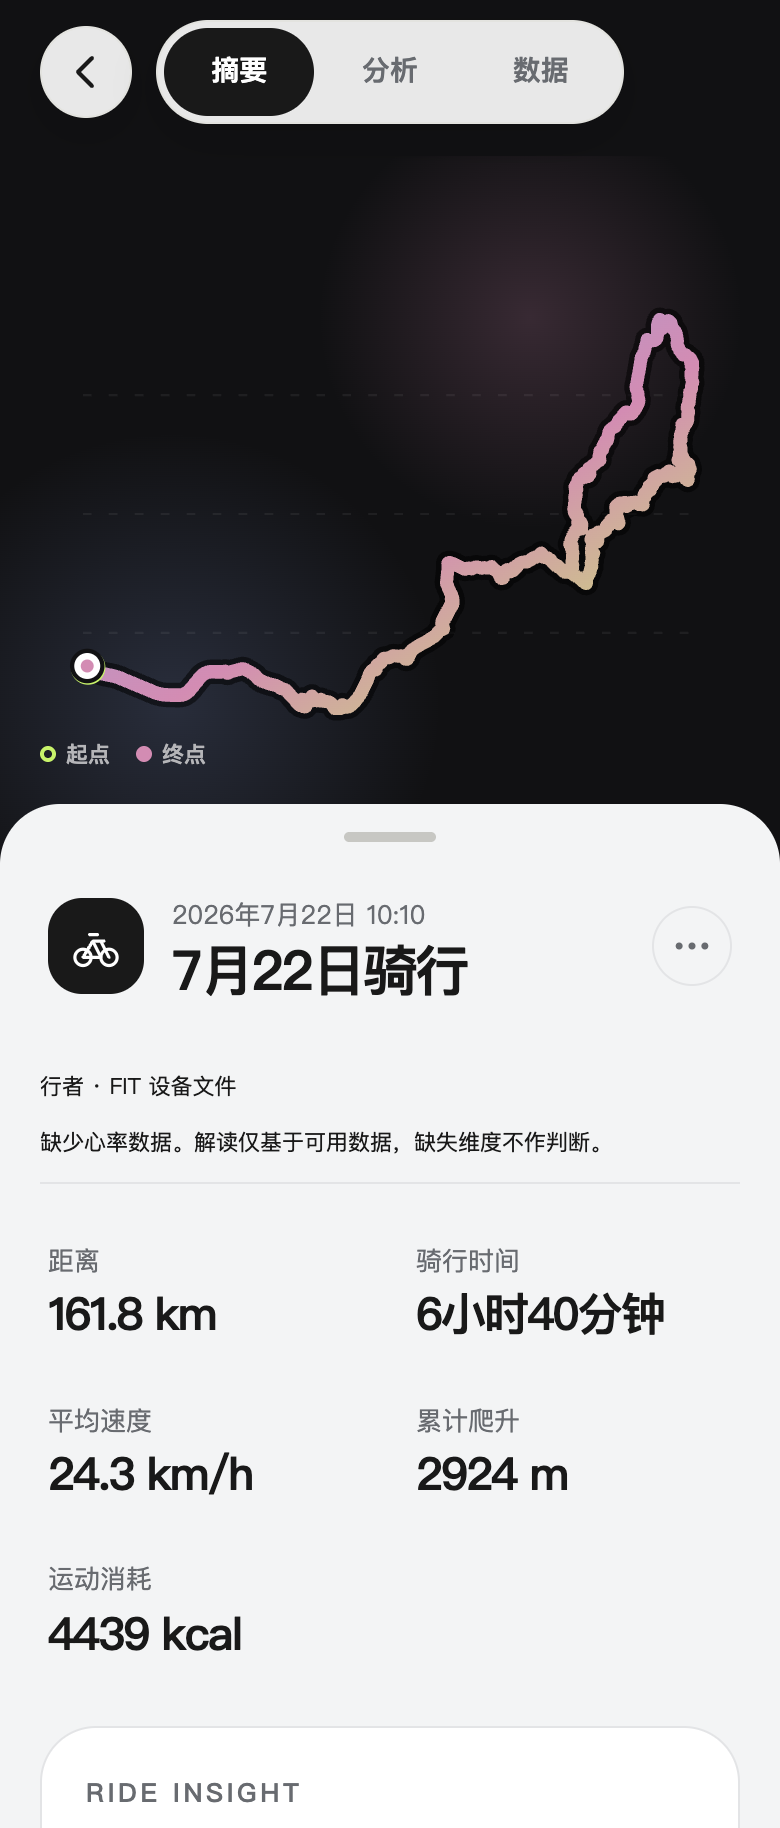 摘要 分析 数据
起点 终点
2026年7月22日 10:10
7月22日骑行
行者 · FIT 设备文件
缺少心率数据。解读仅基于可用数据，缺失维度不作判断。
距离 骑行时间
161.8 km 6小时40分钟
平均速度 累计爬升
24.3 km/h 2924 m
运动消耗
4439 kcal
RIDE INSIGHT